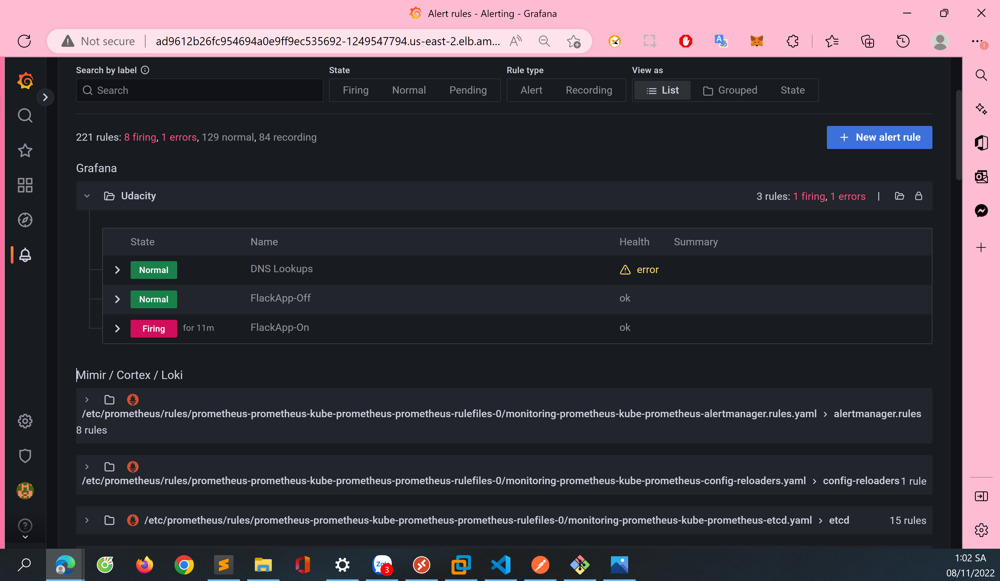 Alert rules - Alerting - Grafana
Not secure ad9612b26fc954694a0e9ff9ec535692-1249547794.us-east-2.elb.am...
Search by label State Rule type View as
Search Firing Normal Pending Alert Recording List Grouped State
221 rules: 8 firing, 1 errors, 129 normal, 84 recording + New alert rule
Grafana
Udacity 3 rules: 1 firing, 1 errors |
State Name Health Summary
Normal DNS Lookups error
Normal FlackApp-Off ok
Firing for 11m FlackApp-On ok
Mimir / Cortex / Loki
/etc/prometheus/rules/prometheus-prometheus-kube-prometheus-prometheus-rulefiles-0/monitoring-prometheus-kube-prometheus-alertmanager.rules.yaml > alertmanager.rules
8 rules
/etc/prometheus/rules/prometheus-prometheus-kube-prometheus-prometheus-rulefiles-0/monitoring-prometheus-kube-prometheus-config-reloaders.yaml > config-reloaders 1 rule
/etc/prometheus/rules/prometheus-prometheus-kube-prometheus-prometheus-rulefiles-0/monitoring-prometheus-kube-prometheus-etcd.yaml > etcd 15 rules
Zalo 3
1:02 SA
08/11/2022